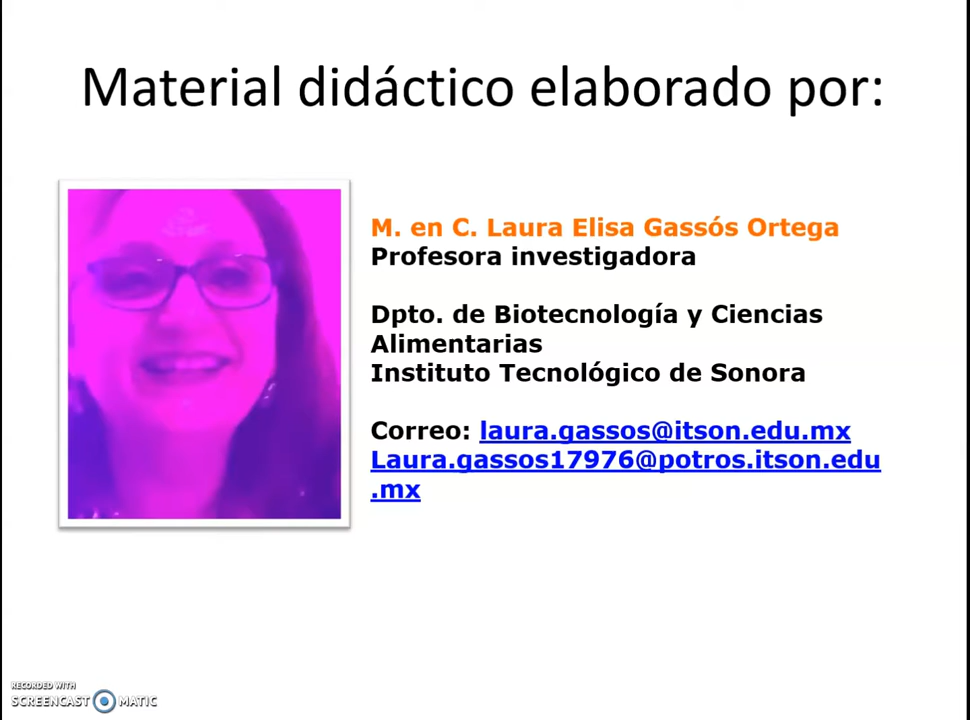 Material didáctico elaborado por:
M. en C. Laura Elisa Gassós Ortega
Profesora investigadora
Dpto. de Biotecnología y Ciencias
Alimentarias
Instituto Tecnológico de Sonora
Correo: laura.gassos@itson.edu.mx
Laura.gassos17976@potros.itson.edu
.mx
RECORDED WITH
SCREENCAST MATIC